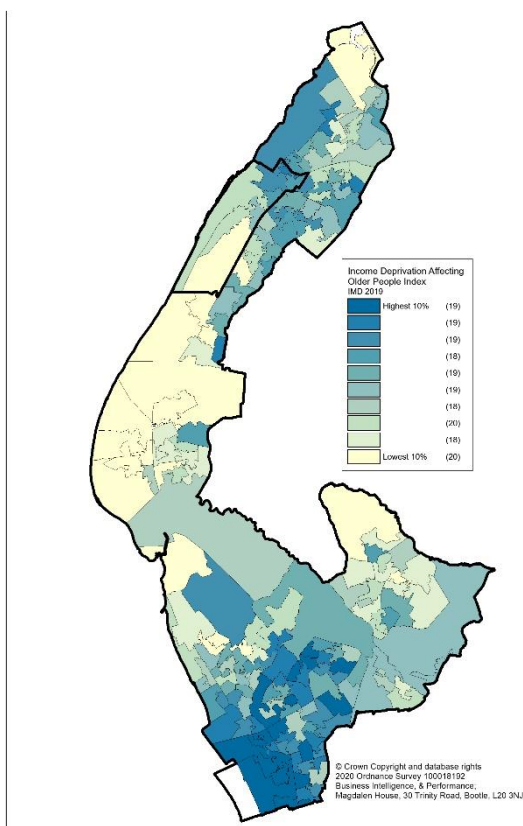 Income Deprivation Affecting
Older People Index
IMD 2019
Highest 10% (19)
(19)
(19)
(18)
(19)
(19)
(18)
(20)
(18)
Lowest 10% (20)
© Crown Copyright and database rights
2020 Ordnance Survey 100018192
Business Intelligence, & Performance,
Magdalen House, 30 Trinity Road, Bootle, L20 3NJ